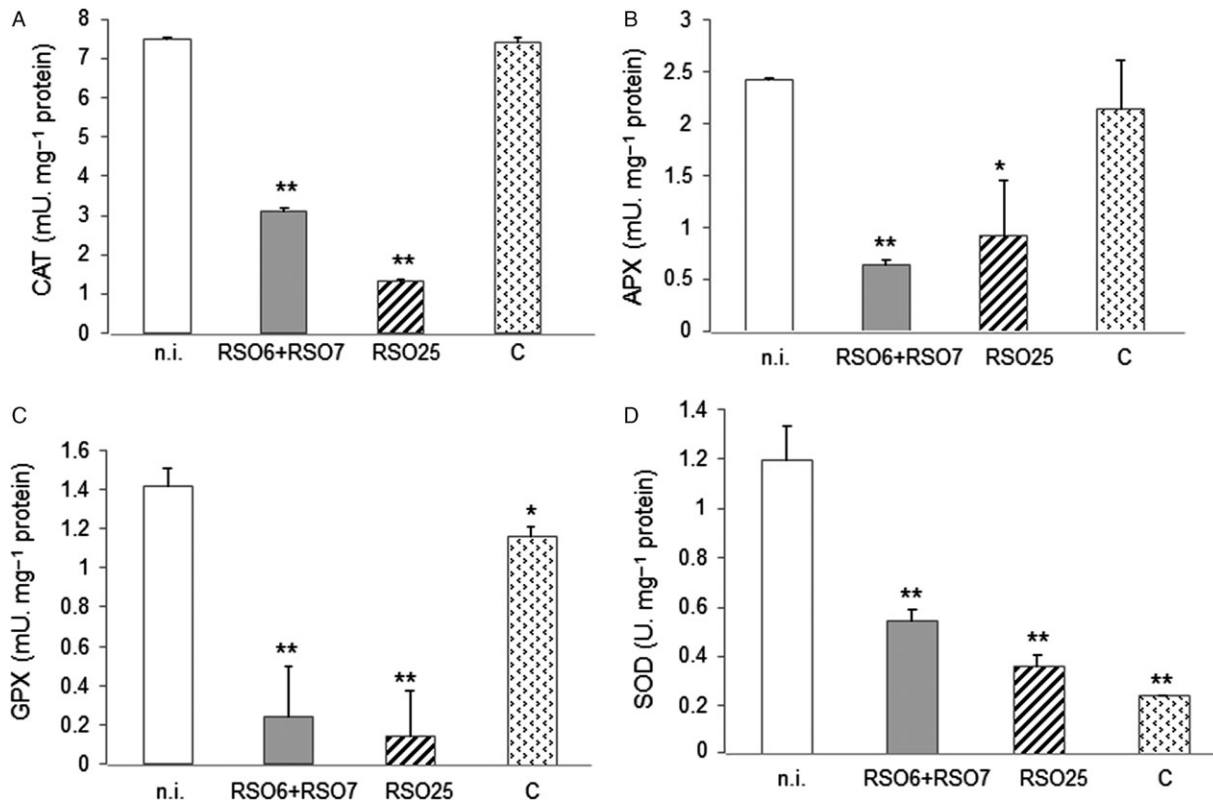 A
CAT (mU. mg⁻¹ protein)
8
7
6
5
4
3
2
1
0
**
**
n.i.
RSO6+RSO7
RSO25
C
B
APX (mU. mg⁻¹ protein)
3
2.5
2
1.5
1
0.5
0
**
*
n.i.
RSO6+RSO7
RSO25
C
C
GPX (mU. mg⁻¹ protein)
1.6
1.4
1.2
1
0.8
0.6
0.4
0.2
0
**
**
*
n.i.
RSO6+RSO7
RSO25
C
D
SOD (U. mg⁻¹ protein)
1.4
1.2
1
0.8
0.6
0.4
0.2
0
**
**
**
n.i.
RSO6+RSO7
RSO25
C